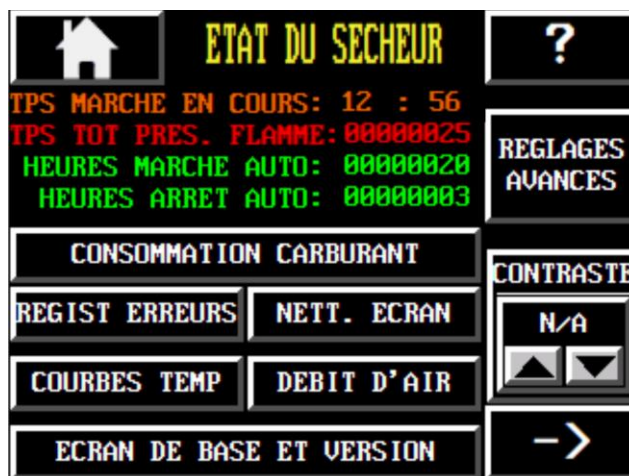 ETAT DU SECHEUR
?
TPS MARCHE EN COURS: 12 : 56
TPS TOT PRES. FLAMME:00000025
HEURES MARCHE AUTO: 00000020
HEURES ARRET AUTO: 00000003
REGLAGES
AVANCES
CONSOMMATION CARBURANT
CONTRASTE
N/A
REGIST ERREURS
NETT. ECRAN
COURBES TEMP
DEBIT D'AIR
ECRAN DE BASE ET VERSION
->